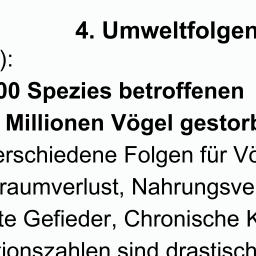 4. Umweltfolgen
):
00 Spezies betroffenen
Millionen Vögel gestorb
erschiedene Folgen für Vö
raumverlust, Nahrungsve
te Gefieder, Chronische K
tionszahlen sind drastisch